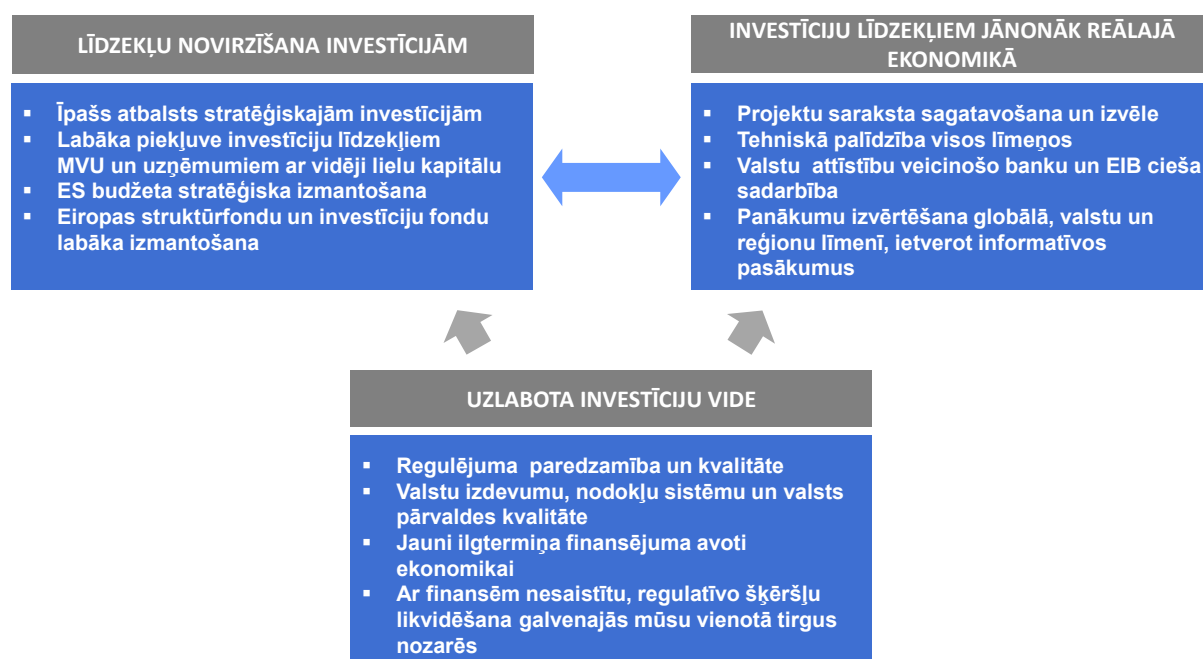 LĪDZEKĻU NOVIRZĪŠANA INVESTĪCIJĀM
▪ Īpašs atbalsts stratēģiskajām investīcijām
▪ Labāka piekļuve investīciju līdzekļiem
MVU un uzņēmumiem ar vidēji lielu kapitālu
▪ ES budžeta stratēģiska izmantošana
▪ Eiropas struktūrfondu un investīciju fondu
labāka izmantošana
INVESTĪCIJU LĪDZEKĻIEM JĀNONĀK REĀLAJĀ
EKONOMIKĀ
▪ Projektu saraksta sagatavošana un izvēle
▪ Tehniskā palīdzība visos līmeņos
▪ Valstu attīstību veicinošo banku un EIB cieša
sadarbība
▪ Panākumu izvērtēšana globālā, valstu un
reģionu līmenī, ietverot informatīvos
pasākumus
UZLABOTA INVESTĪCIJU VIDE
▪ Regulējuma paredzamība un kvalitāte
▪ Valstu izdevumu, nodokļu sistēmu un valsts
pārvaldes kvalitāte
▪ Jauni ilgtermiņa finansējuma avoti
ekonomikai
▪ Ar finansēm nesaistītu, regulatīvo šķēršļu
likvidēšana galvenajās mūsu vienotā tirgus
nozarēs